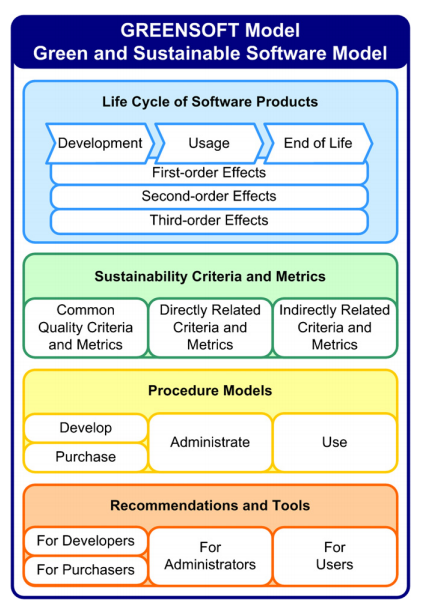 GREENSOFT Model
Green and Sustainable Software Model
Life Cycle of Software Products
Development
Usage
End of Life
First-order Effects
Second-order Effects
Third-order Effects
Sustainability Criteria and Metrics
Common
Quality Criteria
and Metrics
Directly Related
Criteria and
Metrics
Indirectly Related
Criteria and
Metrics
Procedure Models
Develop
Purchase
Administrate
Use
Recommendations and Tools
For Developers
For Purchasers
For
Administrators
For
Users